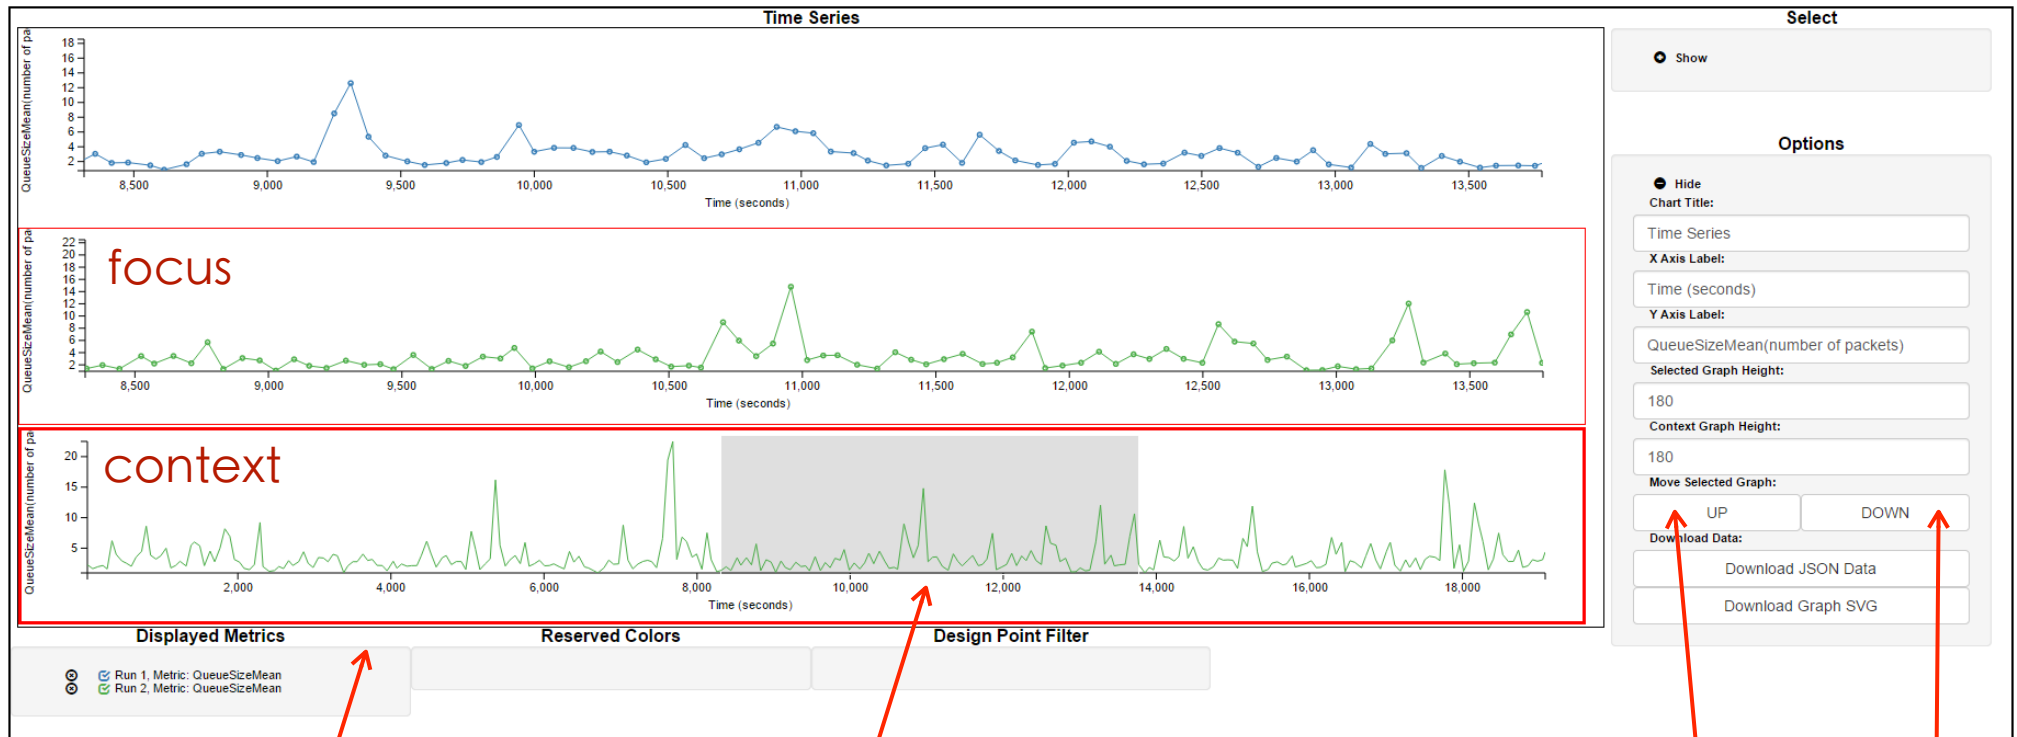 Time Series
QueueSizeMean(number of pa
18
16
14
12
10
8
6
4
2
8,500 9,000 9,500 10,000 10,500 11,000 11,500 12,000 12,500 13,000 13,500
Time (seconds)
QueueSizeMean(number of pa
22
20
18
16
14
12
10
8
6
4
2
focus
8,500 9,000 9,500 10,000 10,500 11,000 11,500 12,000 12,500 13,000 13,500
Time (seconds)
QueueSizeMean(number of pa
20
15
10
5
context
2,000 4,000 6,000 8,000 10,000 12,000 14,000 16,000 18,000
Time (seconds)
Displayed Metrics
Run 1, Metric: QueueSizeMean
Run 2, Metric: QueueSizeMean
Reserved Colors
Design Point Filter
Select
Show
Options
Hide
Chart Title:
Time Series
X Axis Label:
Time (seconds)
Y Axis Label:
QueueSizeMean(number of packets)
Selected Graph Height:
180
Context Graph Height:
180
Move Selected Graph:
UP DOWN
Download Data:
Download JSON Data
Download Graph SVG